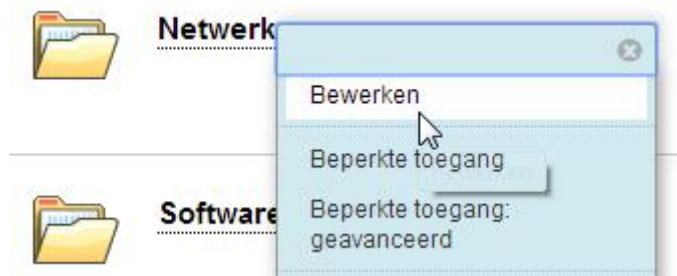 Netwerk
Bewerken
Beperkte toegang
Software
Beperkte toegang:
geavanceerd